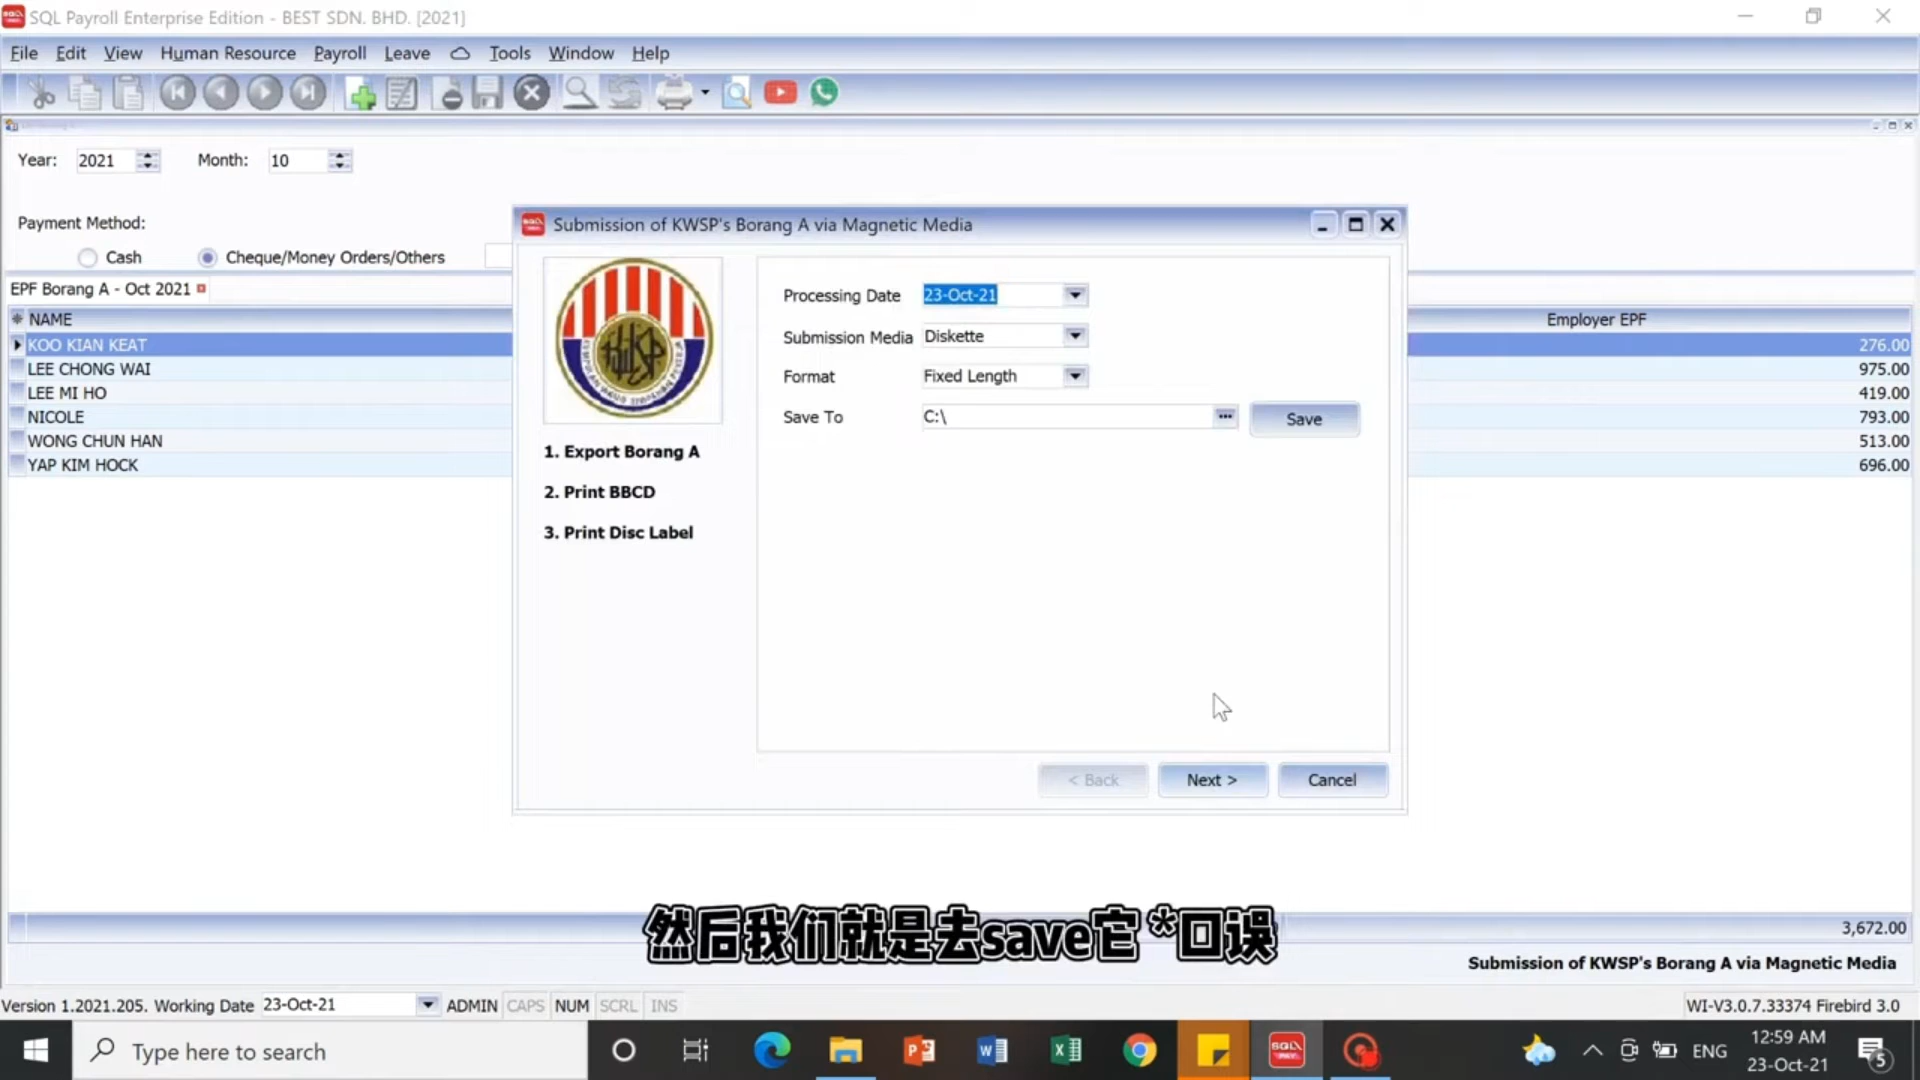 SQL Payroll Enterprise Edition - BEST SDN. BHD. [2021]
File Edit View Human Resource Payroll Leave Tools Window Help
Year: 2021 Month: 10
Payment Method:
Cash Cheque/Money Orders/Others
EPF Borang A - Oct 2021
NAME
Employer EPF
KOO KIAN KEAT
276.00
LEE CHONG WAI
975.00
LEE MI HO
419.00
NICOLE
793.00
WONG CHUN HAN
513.00
YAP KIM HOCK
696.00
Submission of KWSP's Borang A via Magnetic Media
Processing Date 23-Oct-21
Submission Media Diskette
Format Fixed Length
Save To C:\ ... Save
1. Export Borang A
2. Print BBCD
3. Print Disc Label
< Back Next > Cancel
然后我们就是去save它 *口误
3,672.00
Submission of KWSP's Borang A via Magnetic Media
Version 1.2021.205. Working Date 23-Oct-21 ADMIN CAPS NUM SCRL INS
WI-V3.0.7.33374 Firebird 3.0
Type here to search
ENG
12:59 AM
23-Oct-21
5